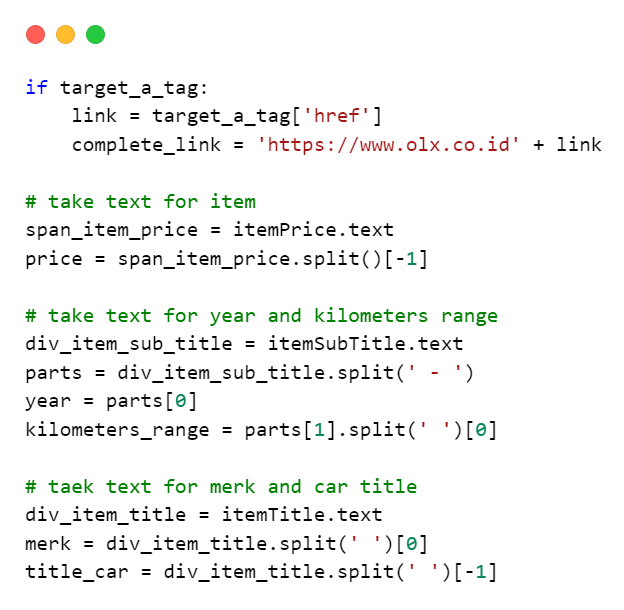 if target_a_tag:
    link = target_a_tag['href']
    complete_link = 'https://www.olx.co.id' + link
# take text for item
span_item_price = itemPrice.text
price = span_item_price.split()[-1]
# take text for year and kilometers range
div_item_sub_title = itemSubTitle.text
parts = div_item_sub_title.split(' - ')
year = parts[0]
kilometers_range = parts[1].split(' ')[0]
# taek text for merk and car title
div_item_title = itemTitle.text
merk = div_item_title.split(' ')[0]
title_car = div_item_title.split(' ')[-1]